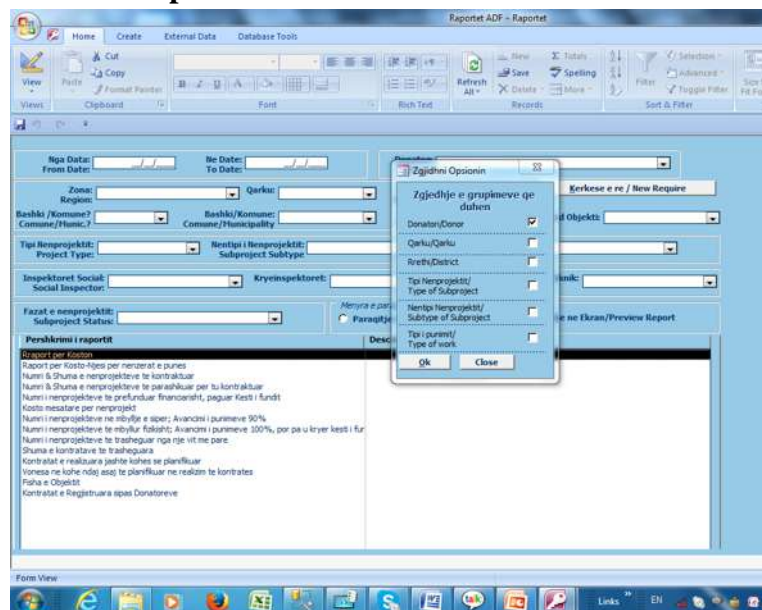 Raportet ADF - Raportet
Home Create External Data Database Tools
View Paste Cut
Copy
Format Painter
Refresh All
New Totals
Save Spelling
Delete More
Filter Selection
Advanced
Toggle Filter
Views Clipboard Font Rich Text Records Sort & Filter
Nga Data: __/__/__ Ne Date: __/__/__
From Date: To Date:
Zona: Qarku:
Region:
Kerkese e re / New Require
Bashki /Komune? Bashki/Komune: d Objekti:
Comune/Munic.? Comune/Municipality
Tipi Nenprojektit: Nentipi i Nenprojektit:
Project Type: Subproject Subtype
Inspektoret Social: Kryeinspektoret:
Social Inspector:
Fazat e nenprojektit:
Subproject Status:
e ne Ekran/Preview Report
Pershkrimi i raportit
Rraport per Koston
Raport per Kosto-Njesi per nenzerat e punes
Numri & Shuma e nenprojekteve te kontraktuar
Numri & Shuma e nenprojekteve te parashikuar per tu kontraktuar
Numri i nenprojekteve te prefunduar financiarisht, paguar Kesti i fundit
Kosto mesatare per nenprojekt
Numri i nenprojekteve ne mbyllje e siper; Avancimi i punimeve 90%
Numri i nenprojekteve te mbyllur fizikisht; Avancimi i punimeve 100%, por pa u kryer kesti i fur
Numri i nenprojekteve te trasheguar nga nje vit me pare
Shuma e kontratave te trasheguara
Kontratat e realizuara jashte kohes se planifikuar
Vonesa ne kohe ndaj asaj te planifikuar ne realizim te kontrates
Fisha e Objektit
Kontratat e Regjistruara sipas Donatoreve
Zgjidhni Opsionin
Zgjedhje e grupimeve qe
duhen
Donatori/Donor
Qarku/Qarku
Rrethi/District
Tipi Nenprojektit/
Type of Subproject
Nentipi Nenprojektit/
Subtype of Subproject
Tipi i punimit/
Type of work
Ok Close
Form View
Links EN